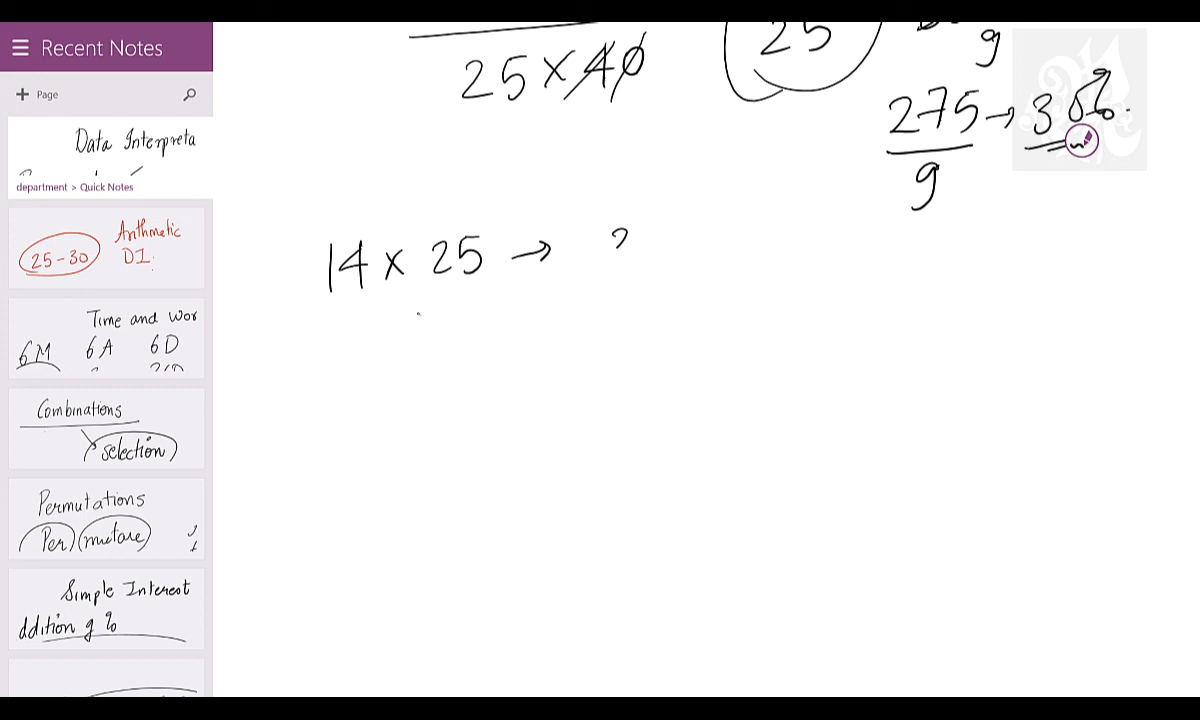 Recent Notes
+ Page
Data Interpreta
department > Quick Notes
Arithmetic
25-30 DI.
Time and Wor
6M 6A 6D
Combinations
selection)
Permutations
(Per) (mutare)
Simple Interest
ddition g %
25 × 40
25
9
275 → 30%.
9
14 × 25 → ?